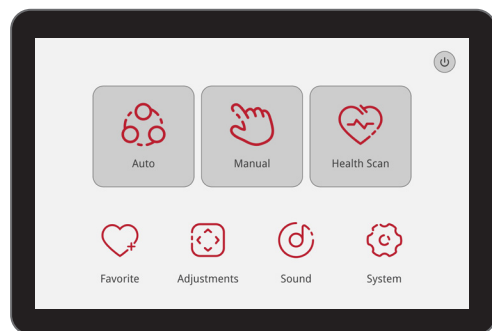 Auto
Manual
Health Scan
Favorite
Adjustments
Sound
System